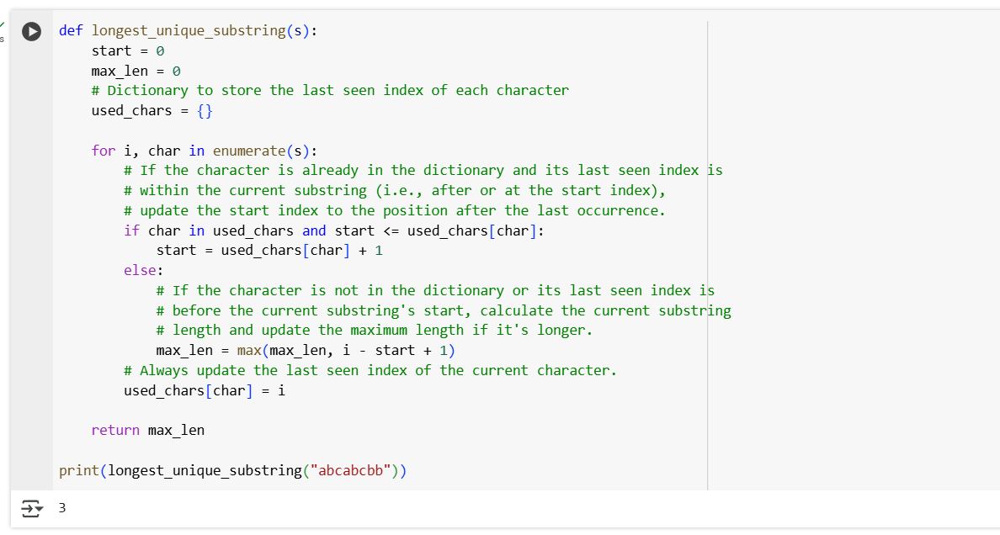 s
def longest_unique_substring(s):
    start = 0
    max_len = 0
    # Dictionary to store the last seen index of each character
    used_chars = {}

    for i, char in enumerate(s):
        # If the character is already in the dictionary and its last seen index is
        # within the current substring (i.e., after or at the start index),
        # update the start index to the position after the last occurrence.
        if char in used_chars and start <= used_chars[char]:
            start = used_chars[char] + 1
        else:
            # If the character is not in the dictionary or its last seen index is
            # before the current substring's start, calculate the current substring
            # length and update the maximum length if it's longer.
            max_len = max(max_len, i - start + 1)
        # Always update the last seen index of the current character.
        used_chars[char] = i

    return max_len

print(longest_unique_substring("abcabcbb"))
3